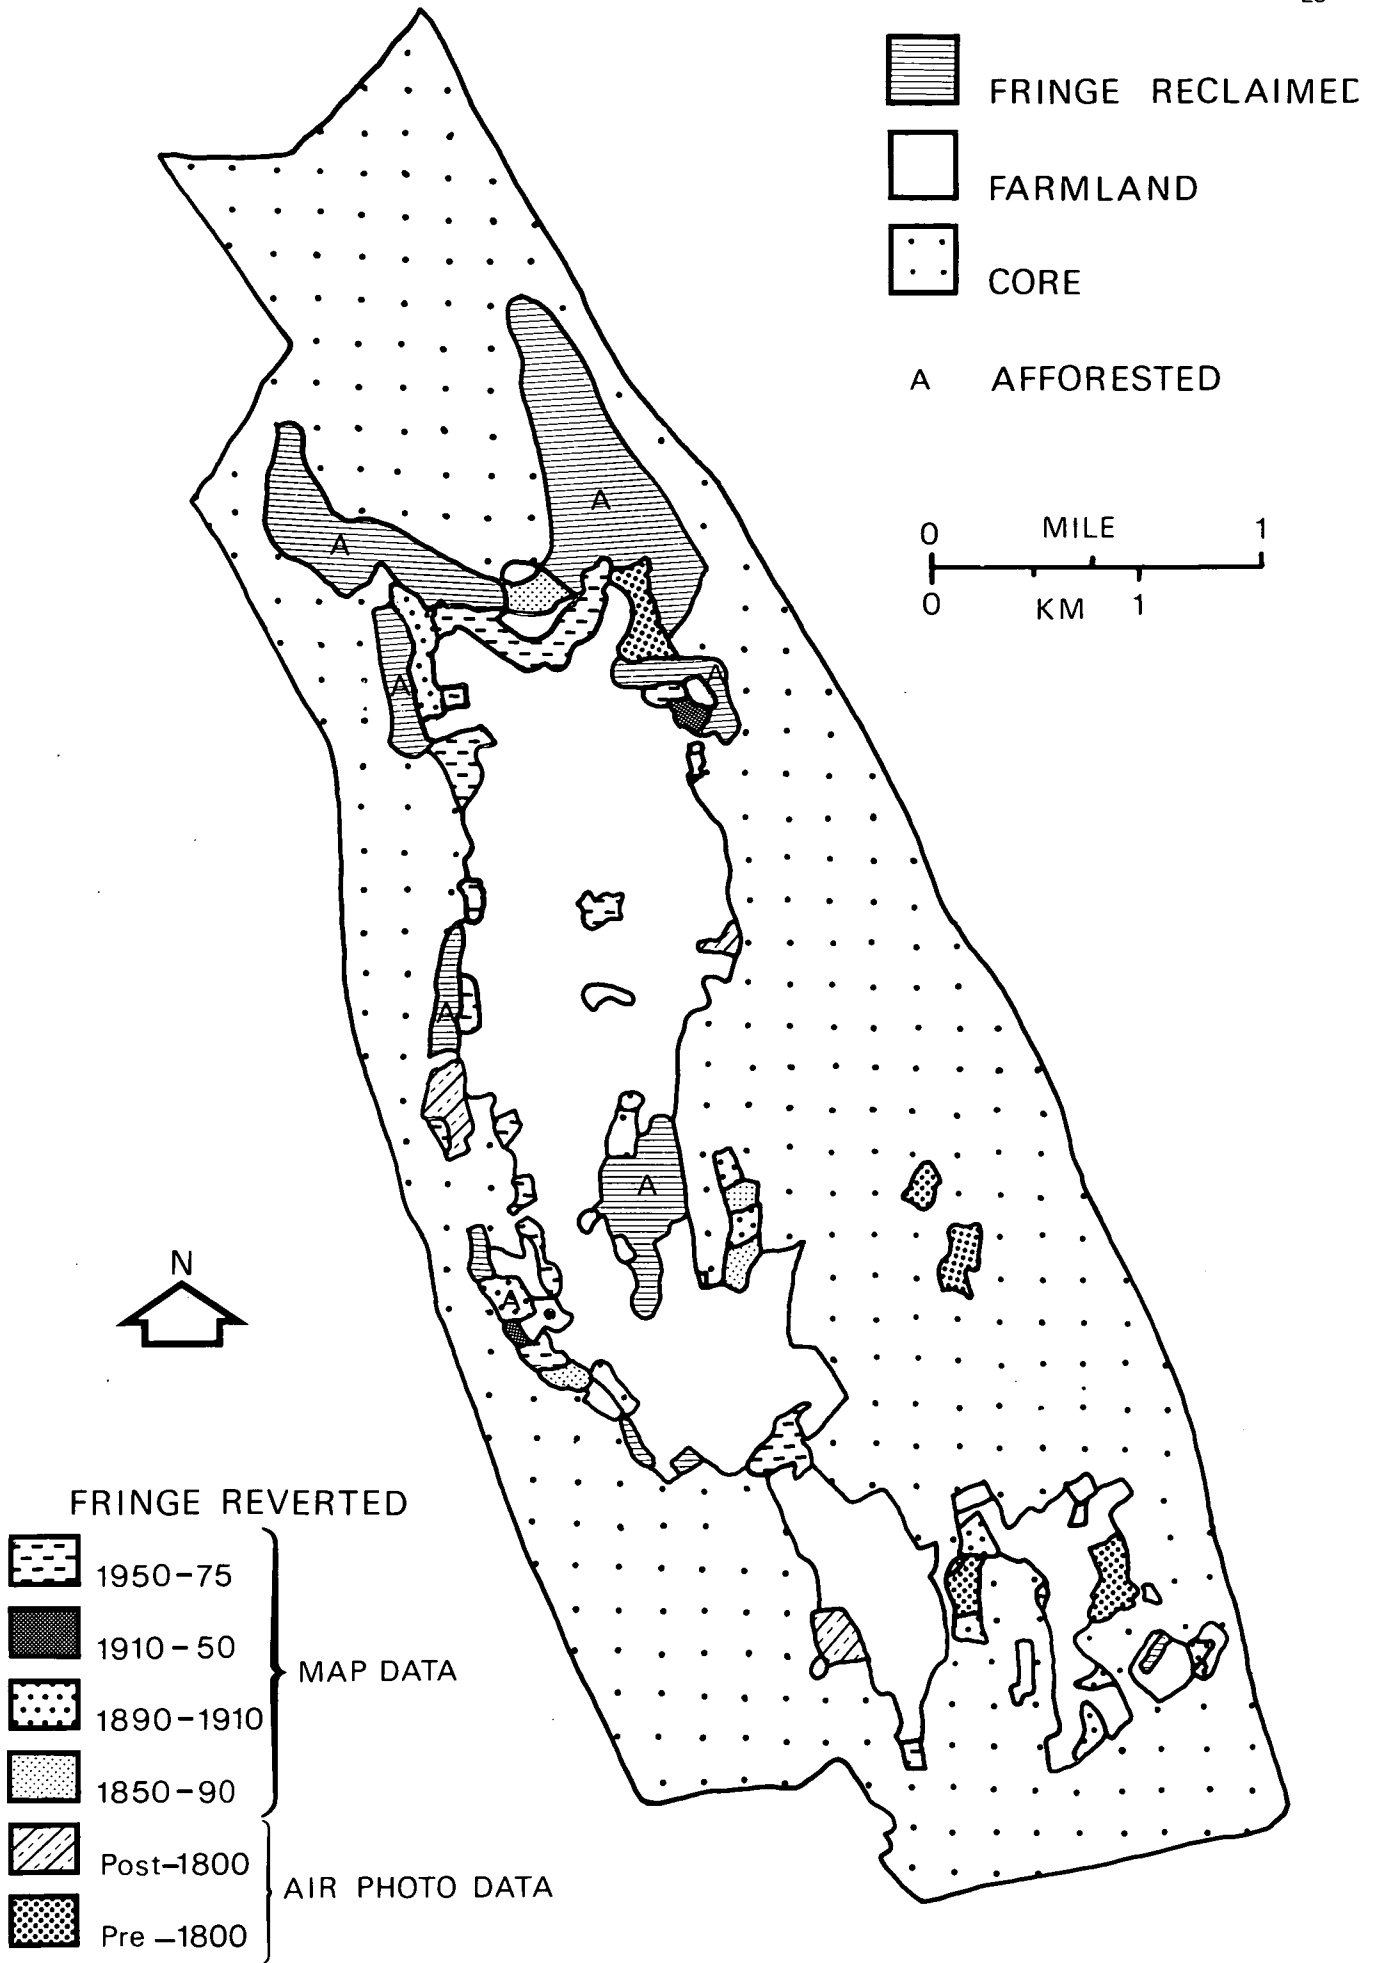 FRINGE RECLAIMED
FARMLAND
CORE
A AFFORESTED
0 MILE 1
0 KM 1
A
A
A
A
A
A
A
N
FRINGE REVERTED
1950-75
1910-50
1890-1910
1850-90
MAP DATA
Post-1800
Pre-1800
AIR PHOTO DATA